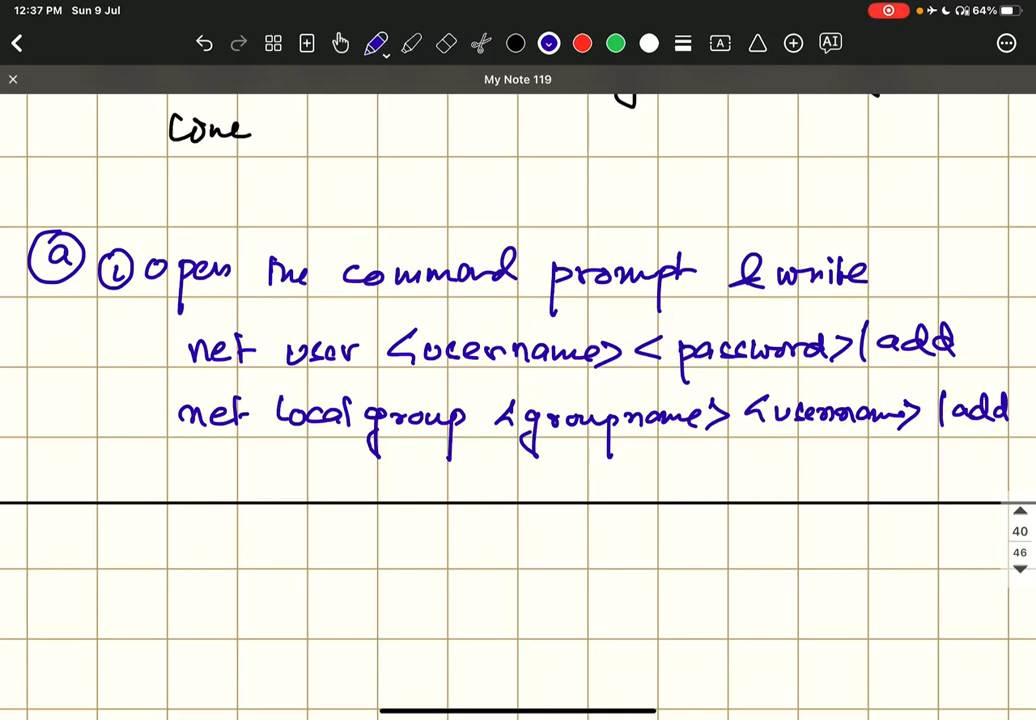 12:37 PM Sun 9 Jul 64%
A AI
My Note 119
Cone
a i open the command prompt & write
net user <username> <password> /add
net localgroup <groupname> <username> /add
40
46